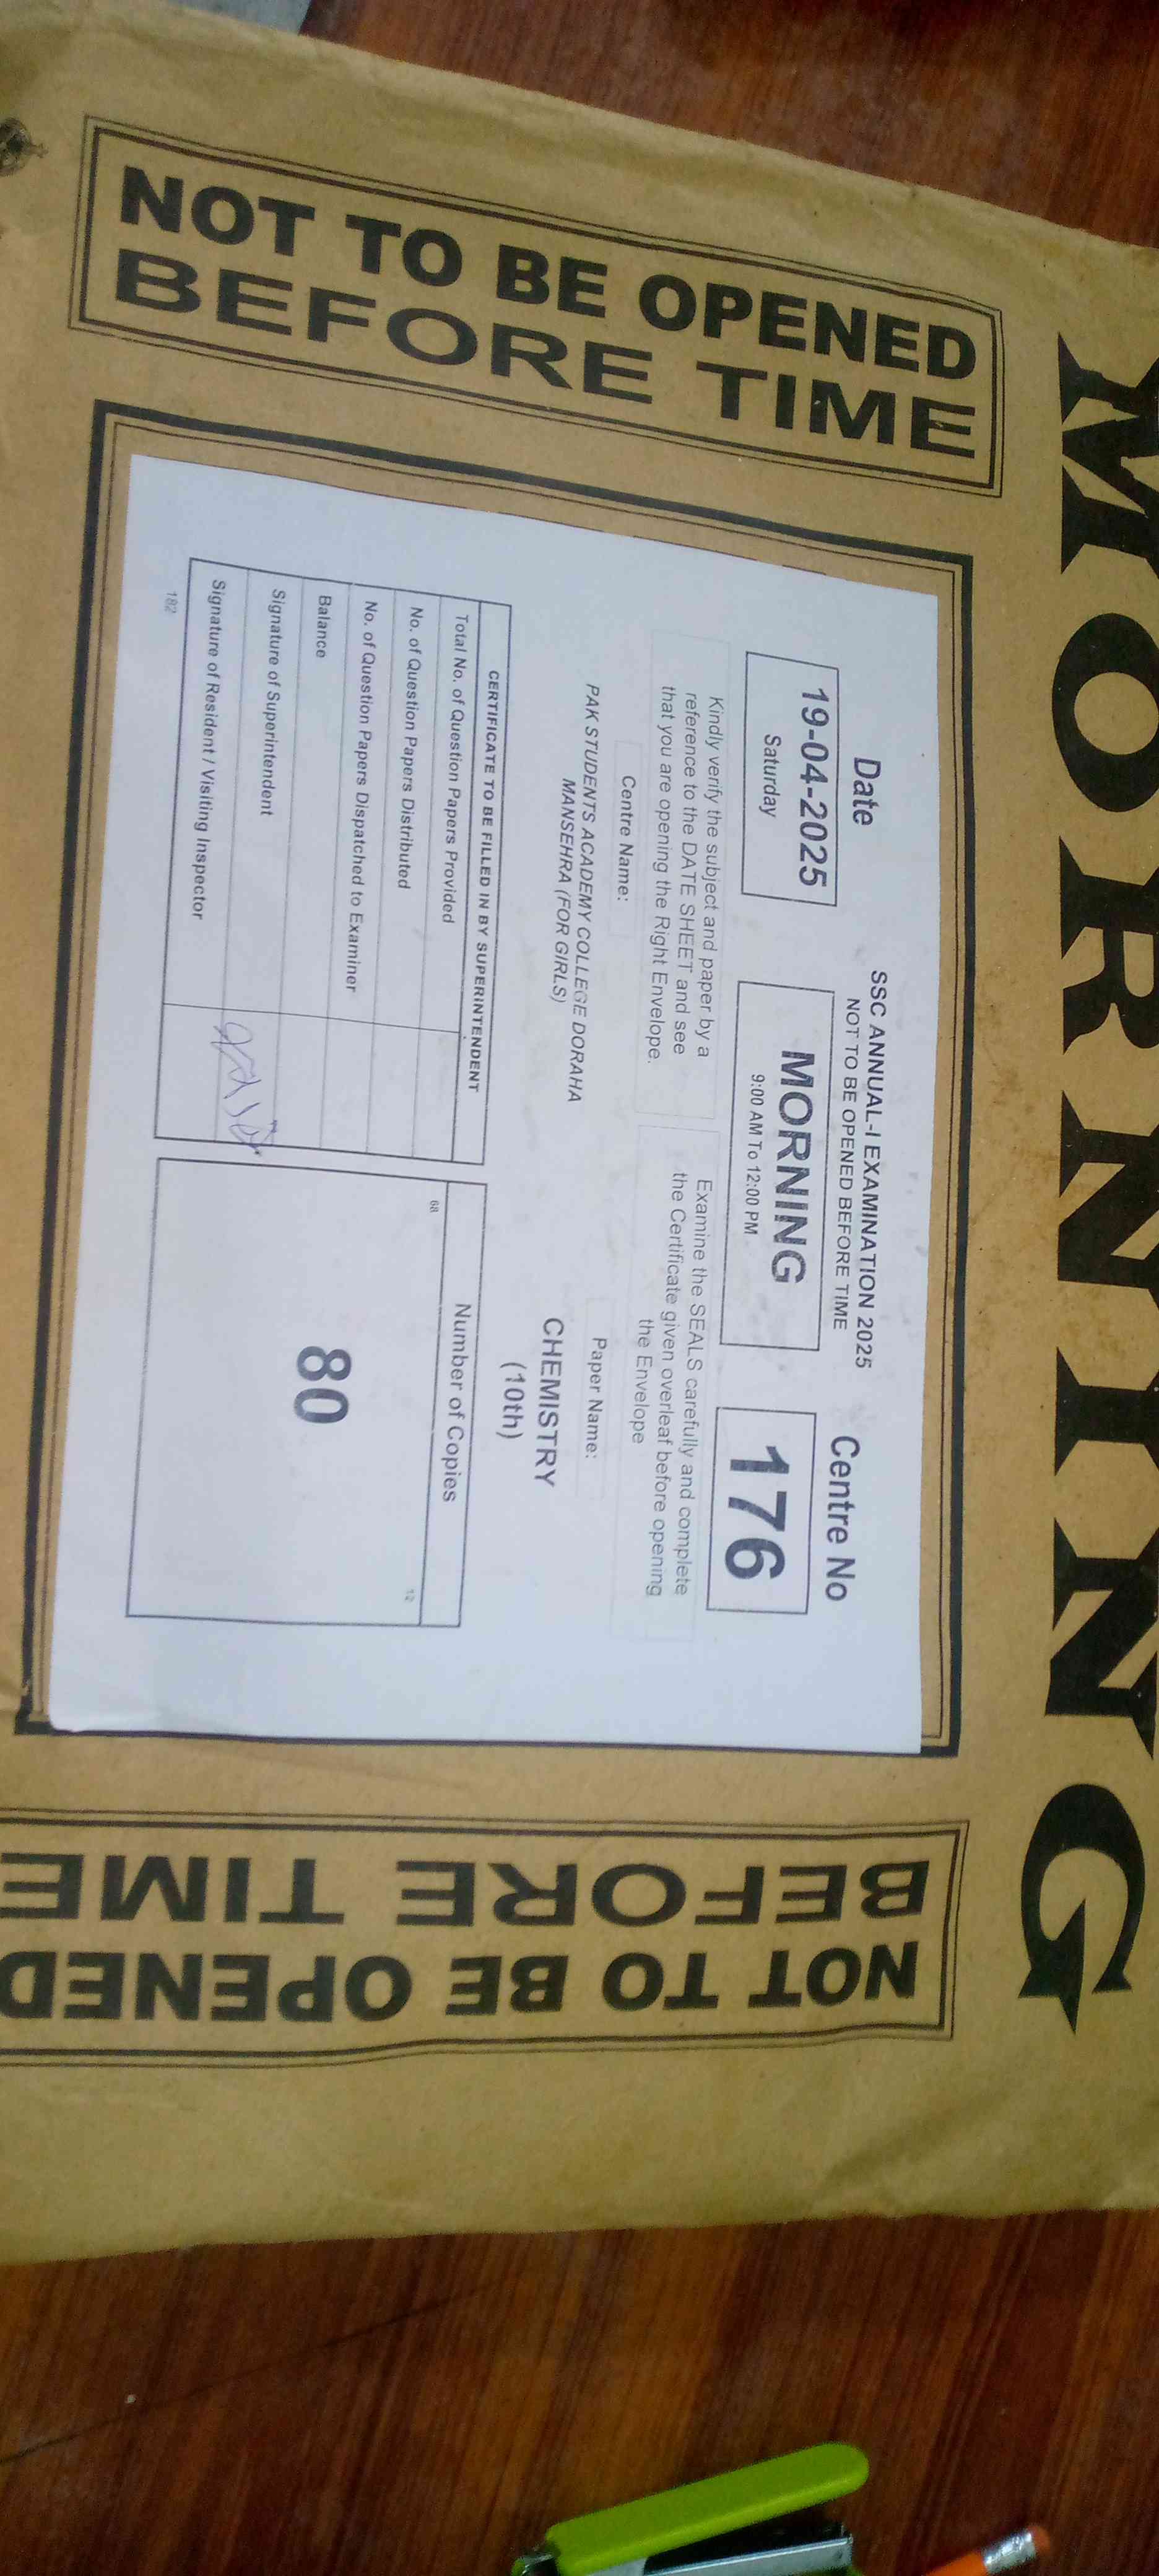 MORNING
NOT TO BE OPENED
BEFORE TIME
SSC ANNUAL-I EXAMINATION 2025
NOT TO BE OPENED BEFORE TIME
Date
19-04-2025
Saturday
MORNING
9:00 AM To 12:00 PM
Centre No
176
Kindly verify the subject and paper by a
reference to the DATE SHEET and see
that you are opening the Right Envelope.
Examine the SEALS carefully and complete
the Certificate given overleaf before opening
the Envelope
Centre Name:
PAK STUDENTS ACADEMY COLLEGE DORAHA
MANSEHRA (FOR GIRLS)
Paper Name:
CHEMISTRY
(10th)
CERTIFICATE TO BE FILLED IN BY SUPERINTENDENT
Total No. of Question Papers Provided
No. of Question Papers Distributed
No. of Question Papers Dispatched to Examiner
Balance
Signature of Superintendent
Signature of Resident / Visiting Inspector
182
Number of Copies
68
12
80
NOT TO BE OPENED
BEFORE TIME